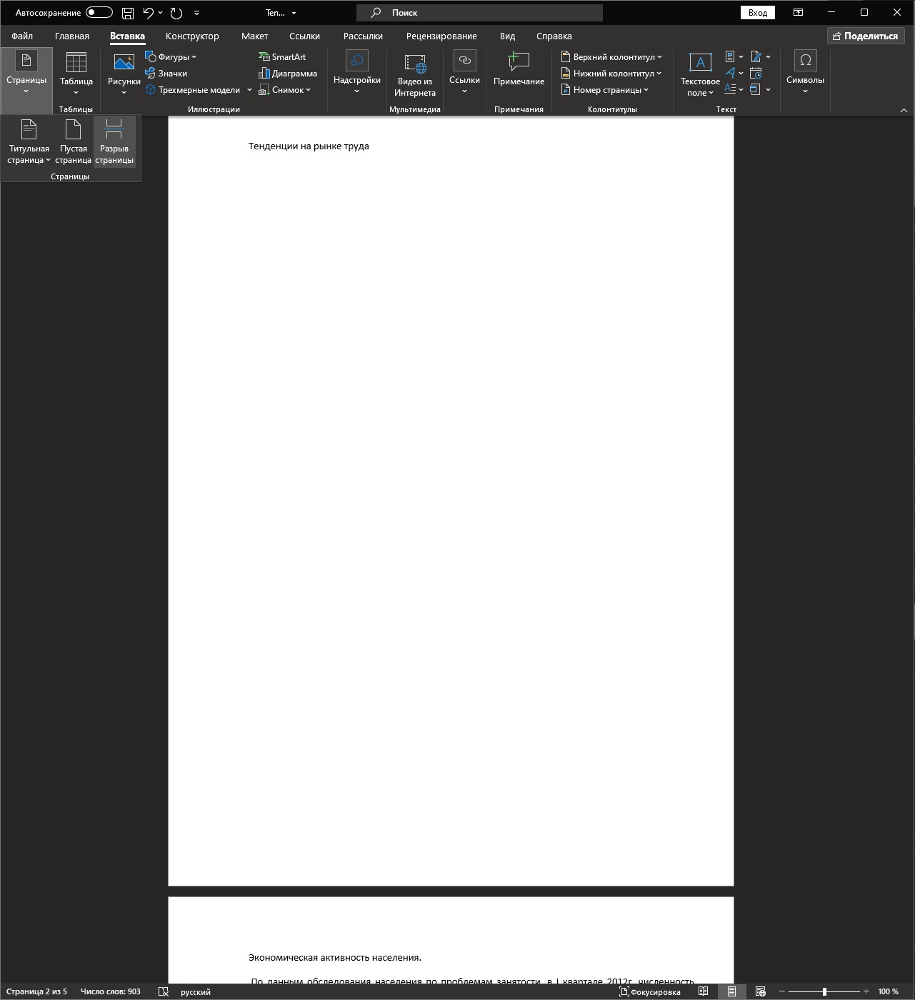 Автосохранение
Теп...
Поиск
Вход
Файл Главная Вставка Конструктор Макет Ссылки Рассылки Рецензирование Вид Справка
Поделиться
Страницы
Таблица
Таблицы
Рисунки
Фигуры
Значки
Трехмерные модели
SmartArt
Диаграмма
Снимок
Иллюстрации
Надстройки
Видео из
Интернета
Мультимедиа
Ссылки
Примечание
Примечания
Верхний колонтитул
Нижний колонтитул
Номер страницы
Колонтитулы
Текстовое
поле
Текст
Символы
Титульная
страница
Пустая
страница
Разрыв
страницы
Страницы
Тенденции на рынке труда
Экономическая активность населения.
По данным обследования населения по проблемам занятости, в I квартале 2012г. численность
Страница 2 из 5
Число слов: 903
русский
Фокусировка
100 %